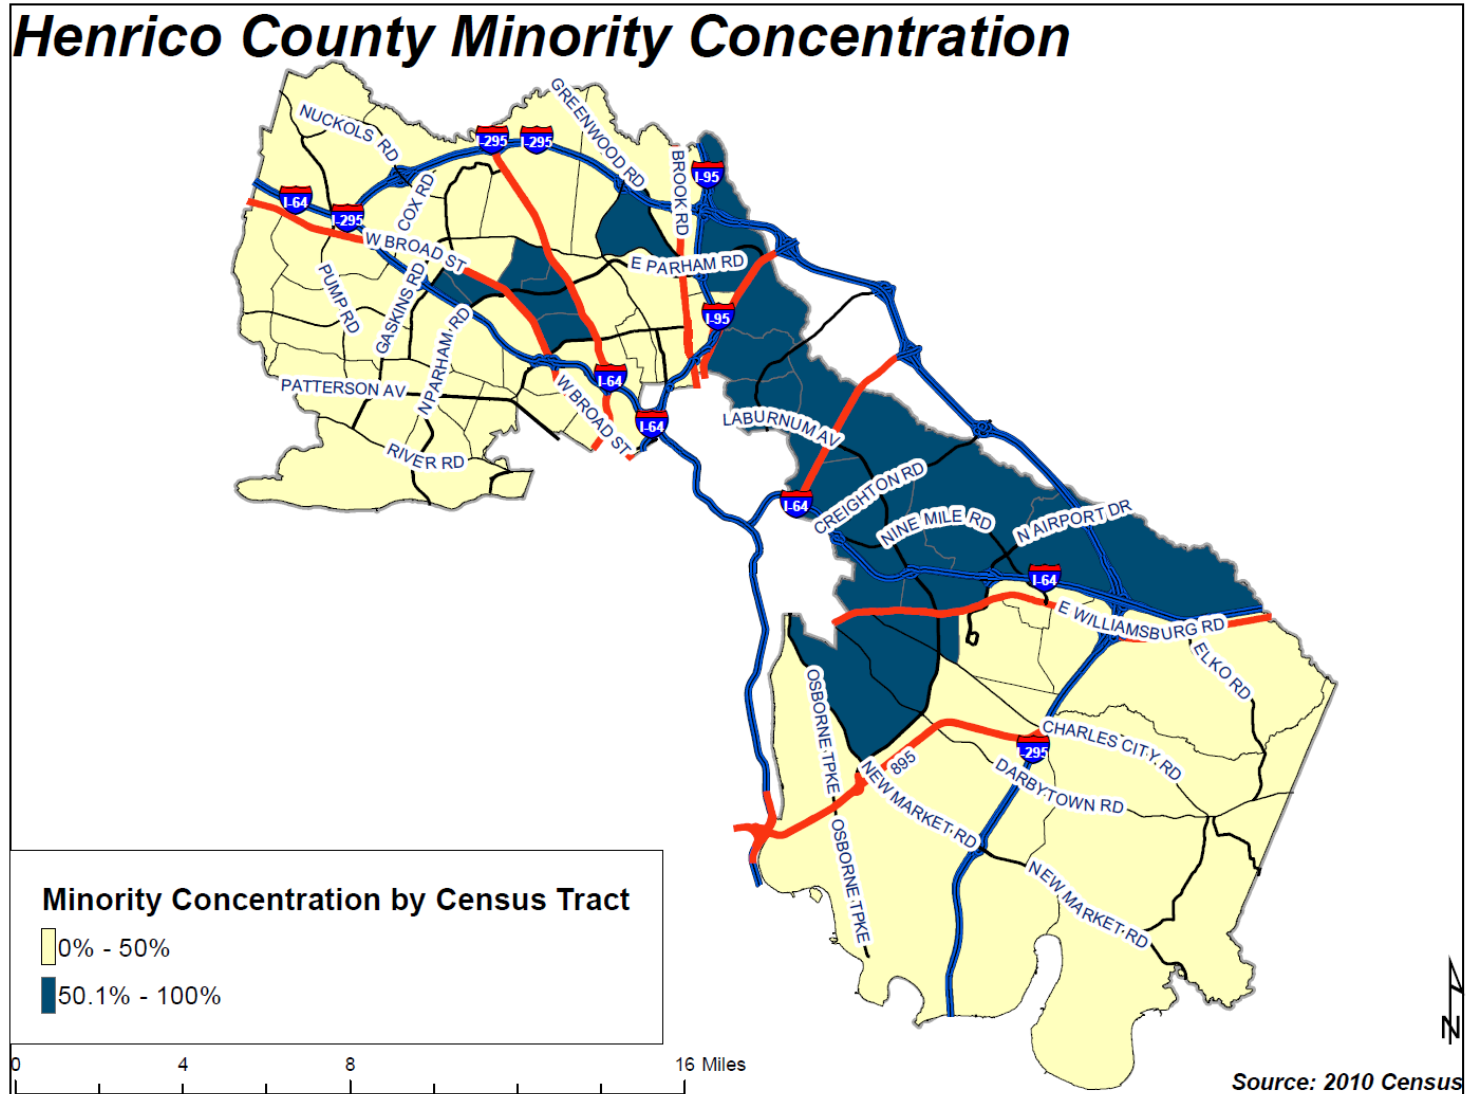 Henrico County Minority Concentration
GREENWOOD RD
NUCKOLS RD
I-295
I-295
BROOK RD
I-95
I-64
I-295
COX RD
W BROAD ST
E PARHAM RD
PUMP RD
GASKINS RD
N PARHAM RD
I-95
PATTERSON AV
I-64
W BROAD ST
I-64
LABURNUM AV
RIVER RD
I-64
CREIGHTON RD
NINE MILE RD
N AIRPORT DR
I-64
E WILLIAMSBURG RD
ELKO RD
OSBORNE TPKE
895
I-295
CHARLES CITY RD
DARBYTOWN RD
NEW MARKET RD
OSBORNE TPKE
NEW MARKET RD
Minority Concentration by Census Tract
0% - 50%
50.1% - 100%
N
0 4 8 16 Miles
Source: 2010 Census